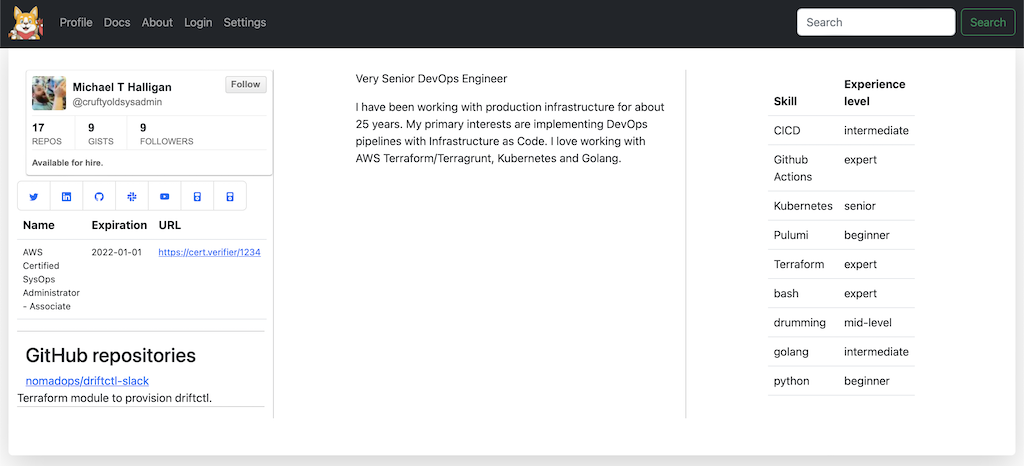 Profile Docs About Login Settings
Search Search
Michael T Halligan
Follow
@cruftyoldsysadmin
17 9 9
REPOS GISTS FOLLOWERS
Available for hire.
Name Expiration URL
AWS 2022-01-01 https://cert.verifier/1234
Certified
SysOps
Administrator
- Associate
GitHub repositories
nomadops/driftctl-slack
Terraform module to provision driftctl.
Very Senior DevOps Engineer
I have been working with production infrastructure for about
25 years. My primary interests are implementing DevOps
pipelines with Infrastructure as Code. I love working with
AWS Terraform/Terragrunt, Kubernetes and Golang.
Experience
Skill level
CICD intermediate
Github expert
Actions
Kubernetes senior
Pulumi beginner
Terraform expert
bash expert
drumming mid-level
golang intermediate
python beginner